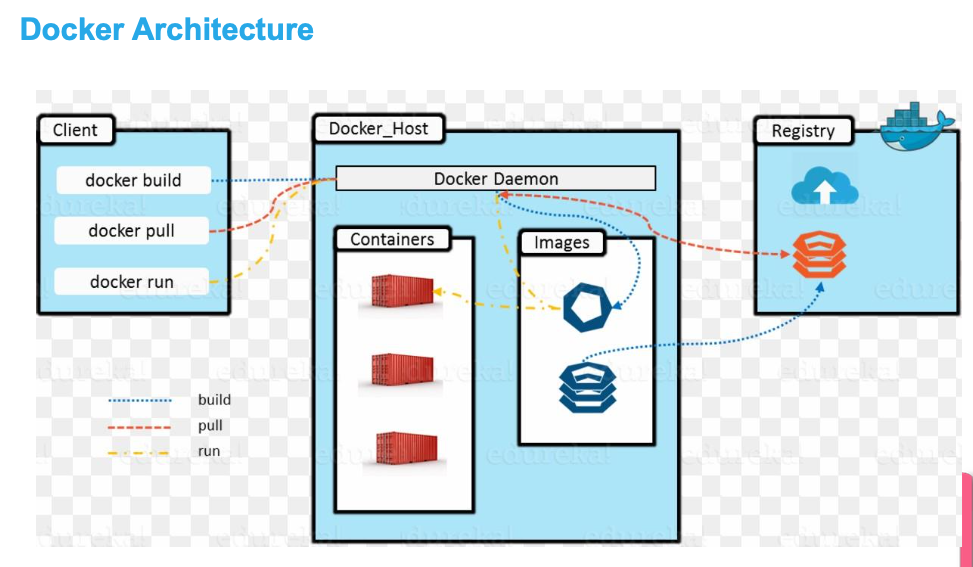 Docker Architecture
Client
docker build
docker pull
docker run
Docker_Host
Docker Daemon
Containers
Images
Registry
build
pull
run
edureka!